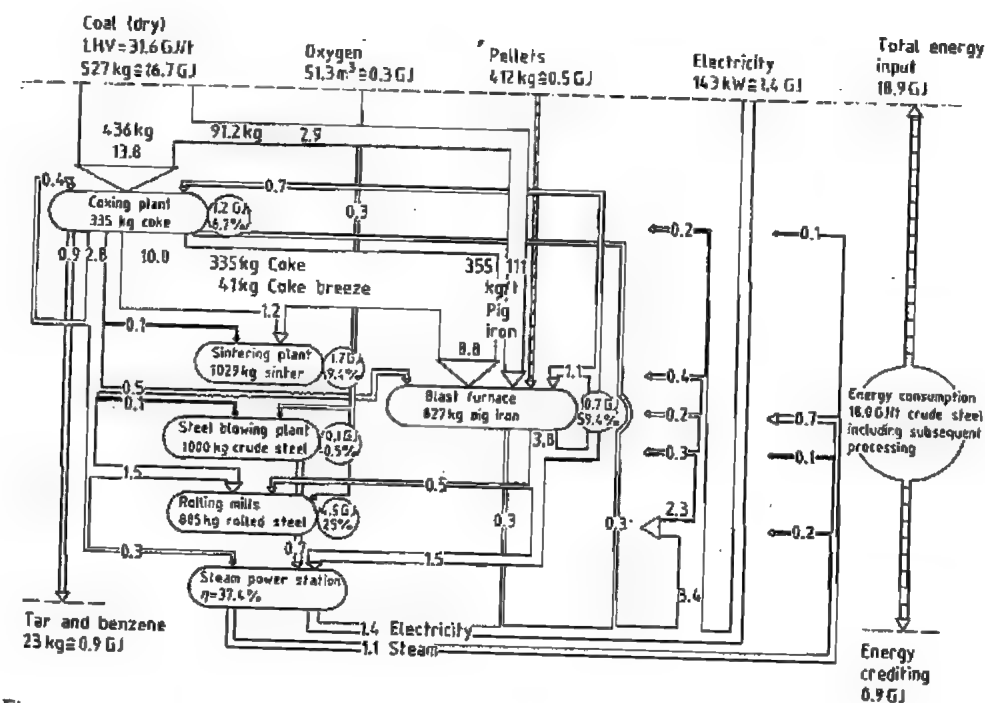 Coal (dry)
LHV=31.6 GJ/t
527 kg≙16.7 GJ
Oxygen
51,3 m³≙0.3 GJ
Pellets
412 kg≙0.5 GJ
Electricity
143 kW≙1.4 GJ
Total energy
input
18.9 GJ
436 kg
13.8
91.2 kg
2.9
0.4
0.7
0.3
Coking plant
335 kg coke
1.2 GJ
6.7%
0.2
0.1
0.9
2.8
10.0
335 kg Coke
41 kg Coke breeze
355
111
kg/t
Pig
iron
1.2
0.1
8.8
Sintering plant
1029 kg sinter
1.7 GJ
9.4%
1.1
0.4
0.5
0.1
Blast furnace
827 kg pig iron
10.7 GJ
59.4%
0.2
0.7
Energy consumption
18.0 GJ/t crude steel
including subsequent
processing
Steel blowing plant
1000 kg crude steel
0.1 GJ
0.5%
3.8
0.3
0.1
1.5
0.5
Rolling mills
885 kg rolled steel
4.5 GJ
25%
0.3
0.3
2.3
0.2
0.3
1.5
Steam power station
η=37.4%
3.4
Tar and benzene
23 kg≙0.9 GJ
1.4 Electricity
1.1 Steam
Energy
crediting
0.9 GJ